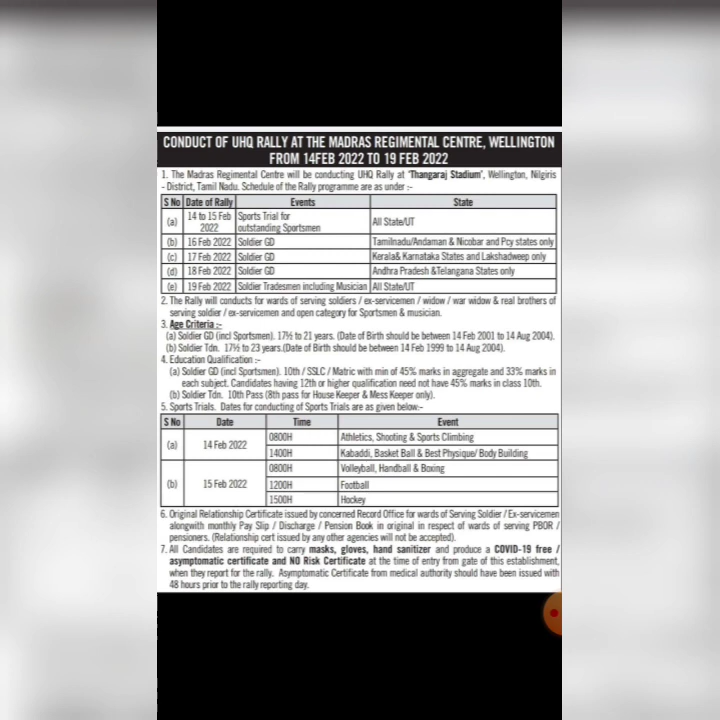 CONDUCT OF UHQ RALLY AT THE MADRAS REGIMENTAL CENTRE, WELLINGTON
FROM 14FEB 2022 TO 19 FEB 2022
1. The Madras Regimental Centre will be conducting UHQ Rally at 'Thangaraj Stadium', Wellington, Nilgiris
- District, Tamil Nadu. Schedule of the Rally programme are as under :-
S No Date of Rally Events State
(a) 14 to 15 Feb 2022 Sports Trial for outstanding Sportsmen All State/UT
(b) 16 Feb 2022 Soldier GD Tamilnadu/Andaman & Nicobar and Pcy states only
(c) 17 Feb 2022 Soldier GD Kerala& Karnataka States and Lakshadweep only
(d) 18 Feb 2022 Soldier GD Andhra Pradesh &Telangana States only
(e) 19 Feb 2022 Soldier Tradesmen including Musician All State/UT
2. The Rally will conducts for wards of serving soldiers / ex-servicemen / widow / war widow & real brothers of
serving soldier / ex-servicemen and open category for Sportsmen & musician.
3. Age Criteria :-
(a) Soldier GD (incl Sportsmen). 17½ to 21 years. (Date of Birth should be between 14 Feb 2001 to 14 Aug 2004).
(b) Soldier Tdn. 17½ to 23 years.(Date of Birth should be between 14 Feb 1999 to 14 Aug 2004).
4. Education Qualification :-
(a) Soldier GD (incl Sportsmen). 10th / SSLC / Matric with min of 45% marks in aggregate and 33% marks in
each subject. Candidates having 12th or higher qualification need not have 45% marks in class 10th.
(b) Soldier Tdn. 10th Pass (8th pass for House Keeper & Mess Keeper only).
5. Sports Trials. Dates for conducting of Sports Trials are as given below:-
S No Date Time Event
(a) 14 Feb 2022 0800H Athletics, Shooting & Sports Climbing
1400H Kabaddi, Basket Ball & Best Physique/ Body Building
(b) 15 Feb 2022 0800H Volleyball, Handball & Boxing
1200H Football
1500H Hockey
6. Original Relationship Certificate issued by concerned Record Office for wards of Serving Soldier / Ex-servicemen
alongwith monthly Pay Slip / Discharge / Pension Book in original in respect of wards of serving PBOR /
pensioners. (Relationship cert issued by any other agencies will not be accepted).
7. All Candidates are required to carry masks, gloves, hand sanitizer and produce a COVID-19 free /
asymptomatic certificate and NO Risk Certificate at the time of entry from gate of this establishment,
when they report for the rally. Asymptomatic Certificate from medical authority should have been issued with
48 hours prior to the rally reporting day.